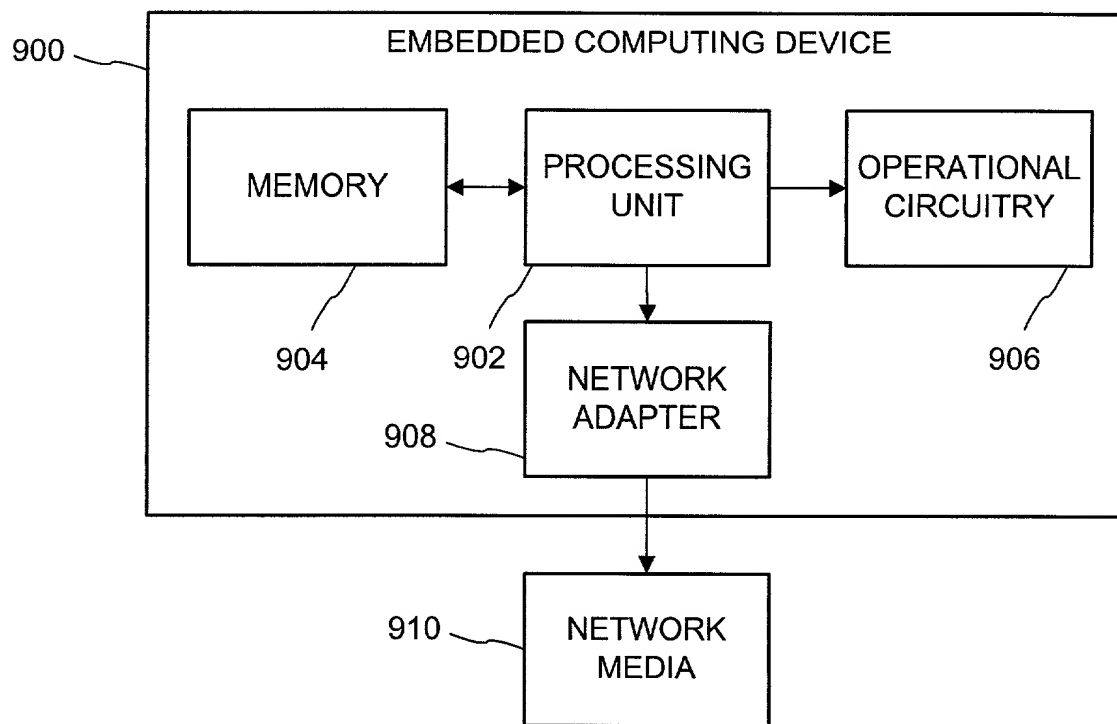 900
EMBEDDED COMPUTING DEVICE
MEMORY
PROCESSING
UNIT
OPERATIONAL
CIRCUITRY
904
902
906
NETWORK
ADAPTER
908
910
NETWORK
MEDIA